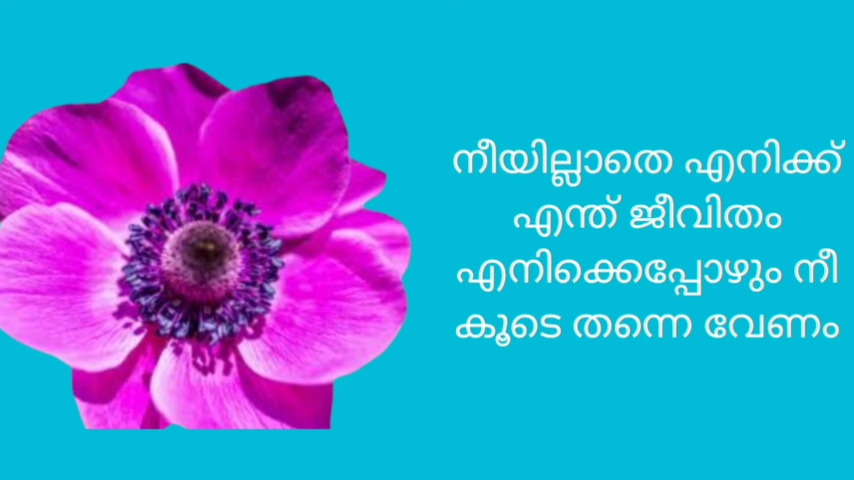 നീയില്ലാതെ എനിക്ക്
എന്ത് ജീവിതം
എനിക്കെപ്പോഴും നീ
കൂടെ തന്നെ വേണം